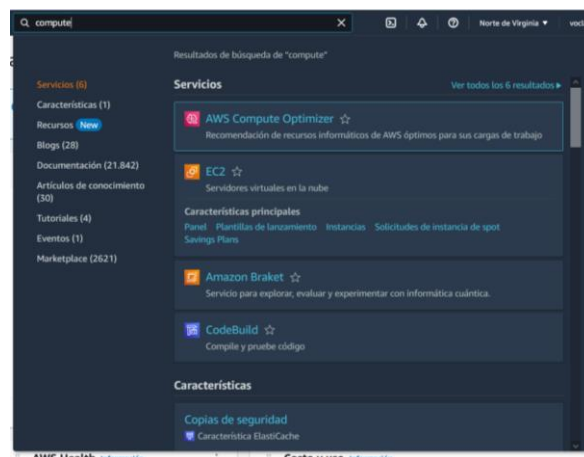 compute
Norte de Virginia ▼
Resultados de búsqueda de "compute"
Servicios (6)
Características (1)
Recursos New
Blogs (28)
Documentación (21.842)
Artículos de conocimiento
(30)
Tutoriales (4)
Eventos (1)
Marketplace (2621)
Servicios
Ver todos los 6 resultados ▶
AWS Compute Optimizer
Recomendación de recursos informáticos de AWS óptimos para sus cargas de trabajo
EC2
Servidores virtuales en la nube
Características principales
Panel Plantillas de lanzamiento Instancias Solicitudes de instancia de spot
Savings Plans
Amazon Braket
Servicio para explorar, evaluar y experimentar con informática cuántica.
CodeBuild
Compile y pruebe código
Características
Copias de seguridad
Característica ElastiCache
AWS Health
Costo y uso